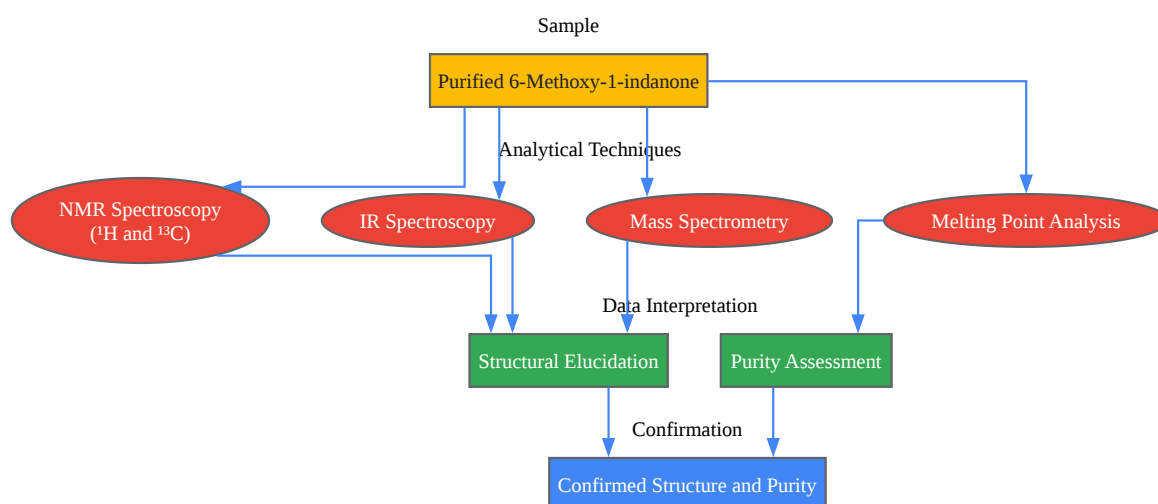 Sample
Purified 6-Methoxy-1-indanone
Analytical Techniques
NMR Spectroscopy
(¹H and ¹³C)
IR Spectroscopy
Mass Spectrometry
Melting Point Analysis
Data Interpretation
Structural Elucidation
Purity Assessment
Confirmation
Confirmed Structure and Purity